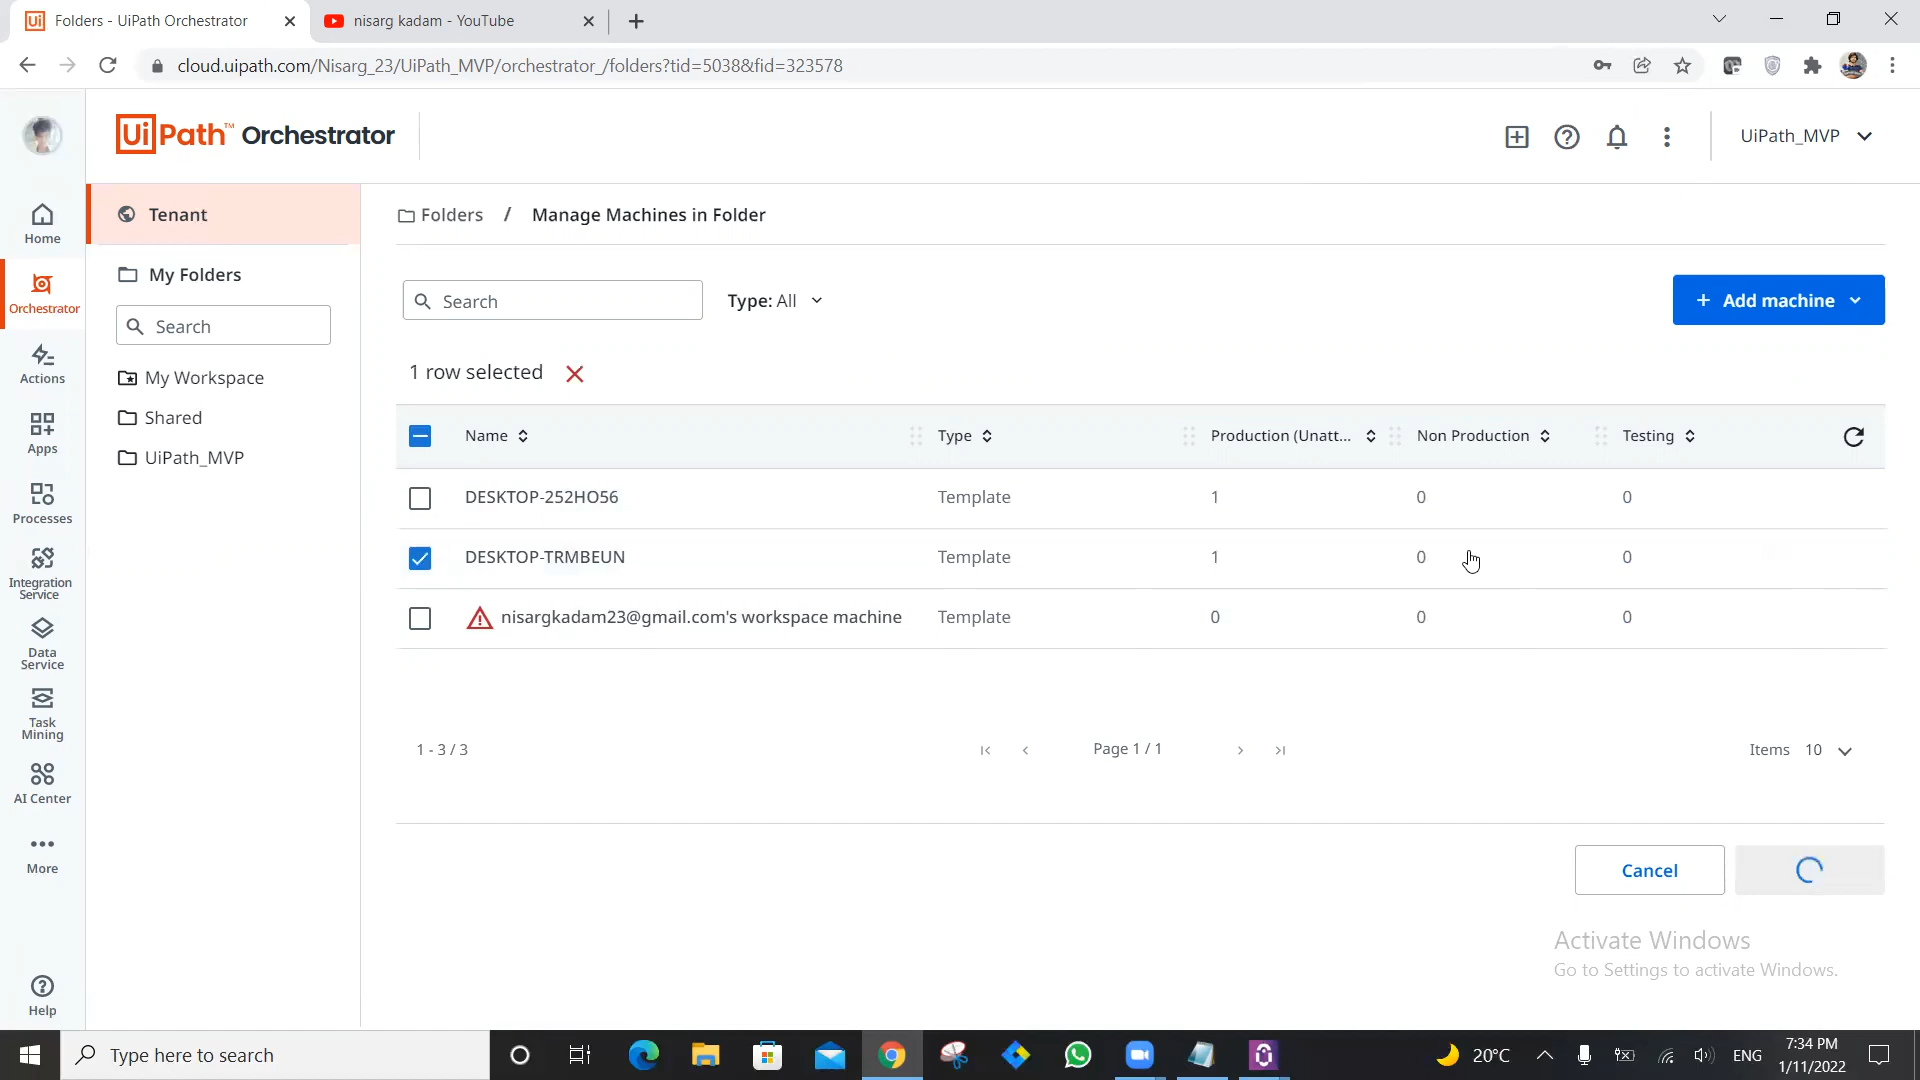 Folders - UiPath Orchestrator
nisarg kadam - YouTube
cloud.uipath.com/Nisarg_23/UiPath_MVP/orchestrator_/folders?tid=5038&fid=323578
UiPath™ Orchestrator
UiPath_MVP
Home
Orchestrator
Actions
Apps
Processes
Integration
Service
Data
Service
Task
Mining
AI Center
More
Help
Tenant
My Folders
Search
My Workspace
Shared
UiPath_MVP
Folders / Manage Machines in Folder
Search
Type: All
+ Add machine
1 row selected
Name Type Production (Unatt... Non Production Testing
DESKTOP-252HO56 Template 1 0 0
DESKTOP-TRMBEUN Template 1 0 0
nisargkadam23@gmail.com's workspace machine Template 0 0 0
1 - 3 / 3 Page 1 / 1 Items 10
Cancel
Activate Windows
Go to Settings to activate Windows.
Type here to search
20°C
ENG
7:34 PM
1/11/2022